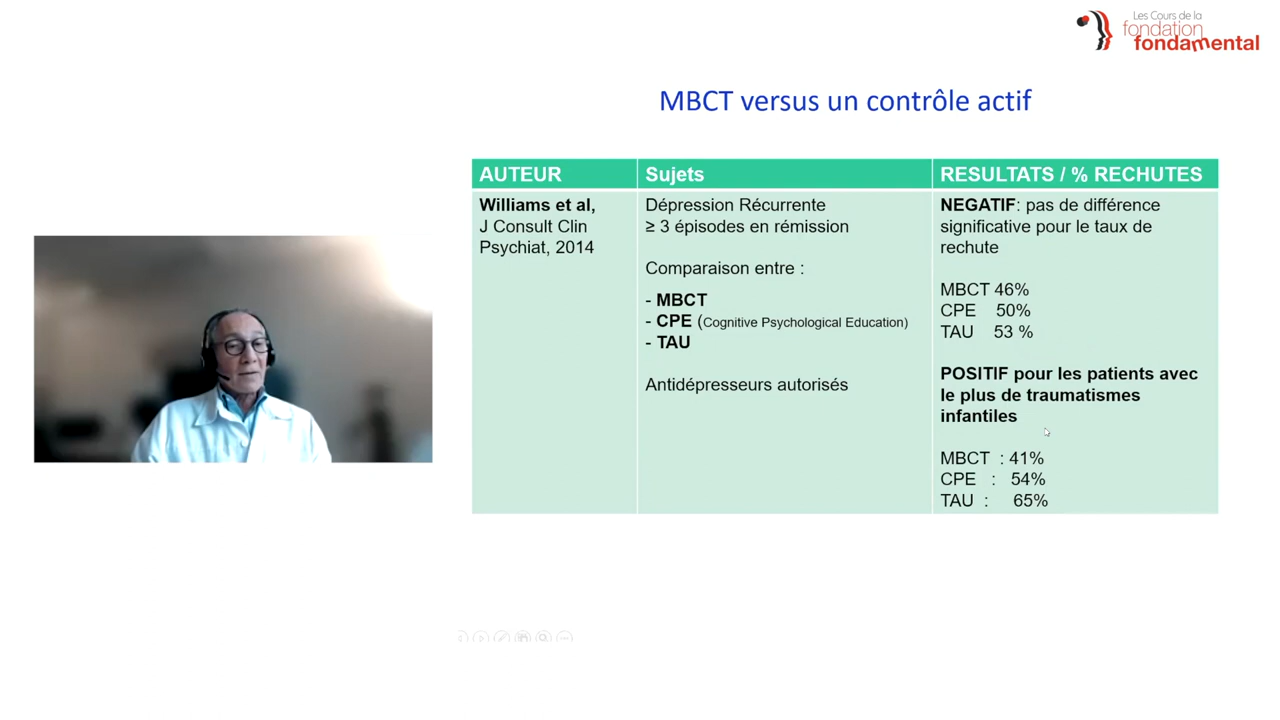 Les Cours de la
fondation
fondamental
MBCT versus un contrôle actif
AUTEUR
Sujets
RESULTATS / % RECHUTES
Williams et al,
J Consult Clin
Psychiat, 2014
Dépression Récurrente
≥ 3 épisodes en rémission
Comparaison entre :
- MBCT
- CPE (Cognitive Psychological Education)
- TAU
Antidépresseurs autorisés
NEGATIF: pas de différence
significative pour le taux de
rechute
MBCT 46%
CPE 50%
TAU 53 %
POSITIF pour les patients avec
le plus de traumatismes
infantiles
MBCT : 41%
CPE : 54%
TAU : 65%